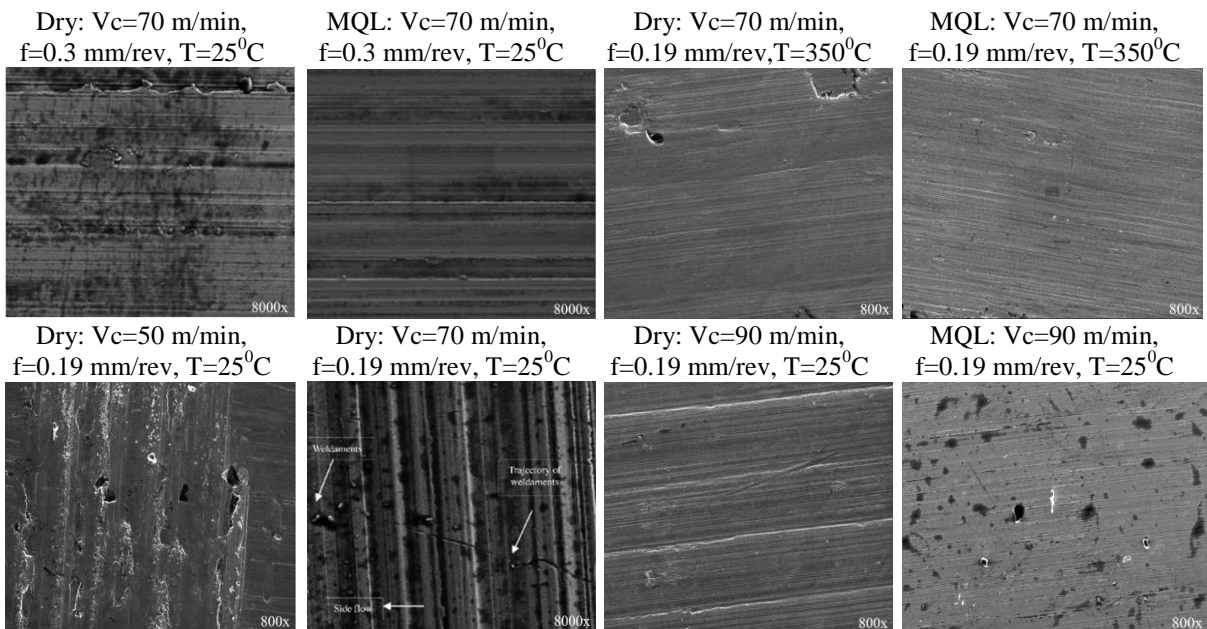 Dry: Vc=70 m/min,
f=0.3 mm/rev, T=25⁰C
MQL: Vc=70 m/min,
f=0.3 mm/rev, T=25⁰C
Dry: Vc=70 m/min,
f=0.19 mm/rev,T=350⁰C
MQL: Vc=70 m/min,
f=0.19 mm/rev, T=350⁰C
8000x
8000x
800x
800x
Dry: Vc=50 m/min,
f=0.19 mm/rev, T=25⁰C
Dry: Vc=70 m/min,
f=0.19 mm/rev, T=25⁰C
Dry: Vc=90 m/min,
f=0.19 mm/rev, T=25⁰C
MQL: Vc=90 m/min,
f=0.19 mm/rev, T=25⁰C
Weldaments
Trajectory of
weldaments
Side flow
800x
8000x
800x
800x